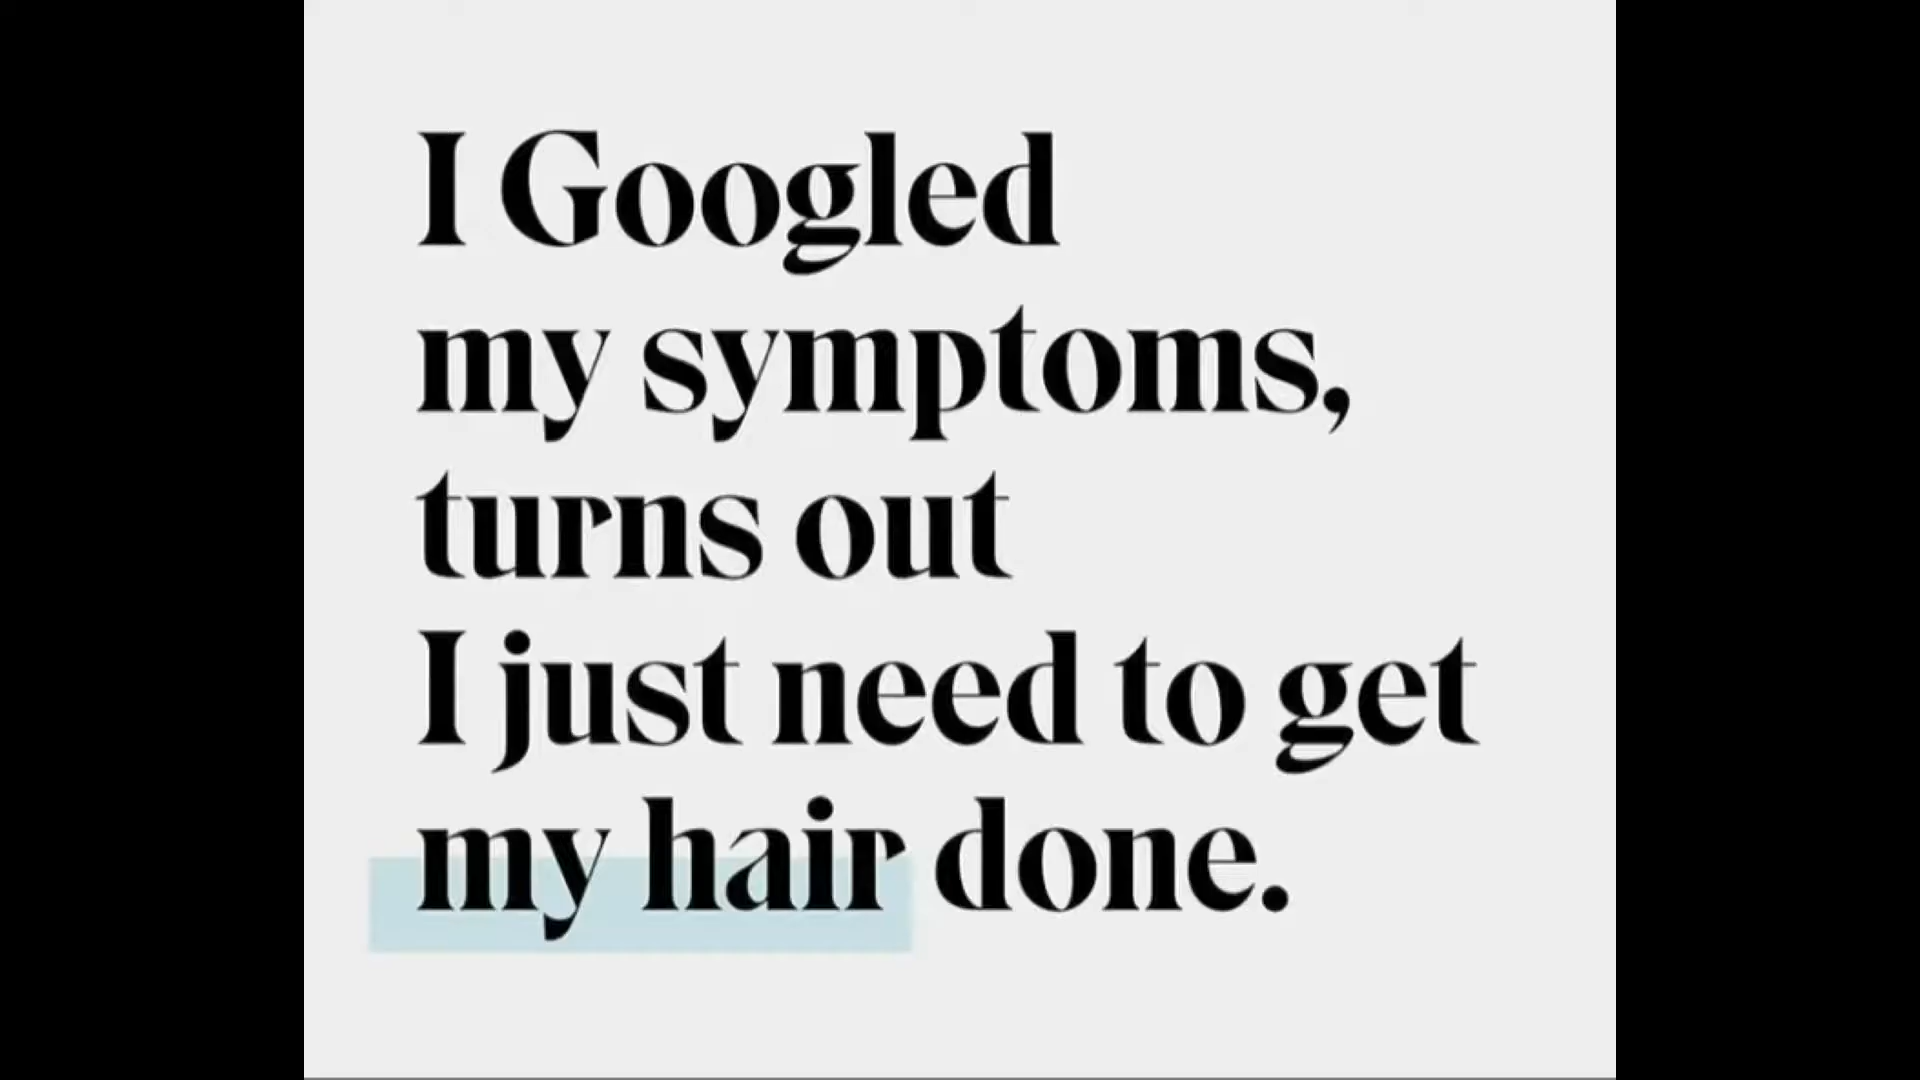 I Googled
my symptoms,
turns out
I just need to get
my hair done.